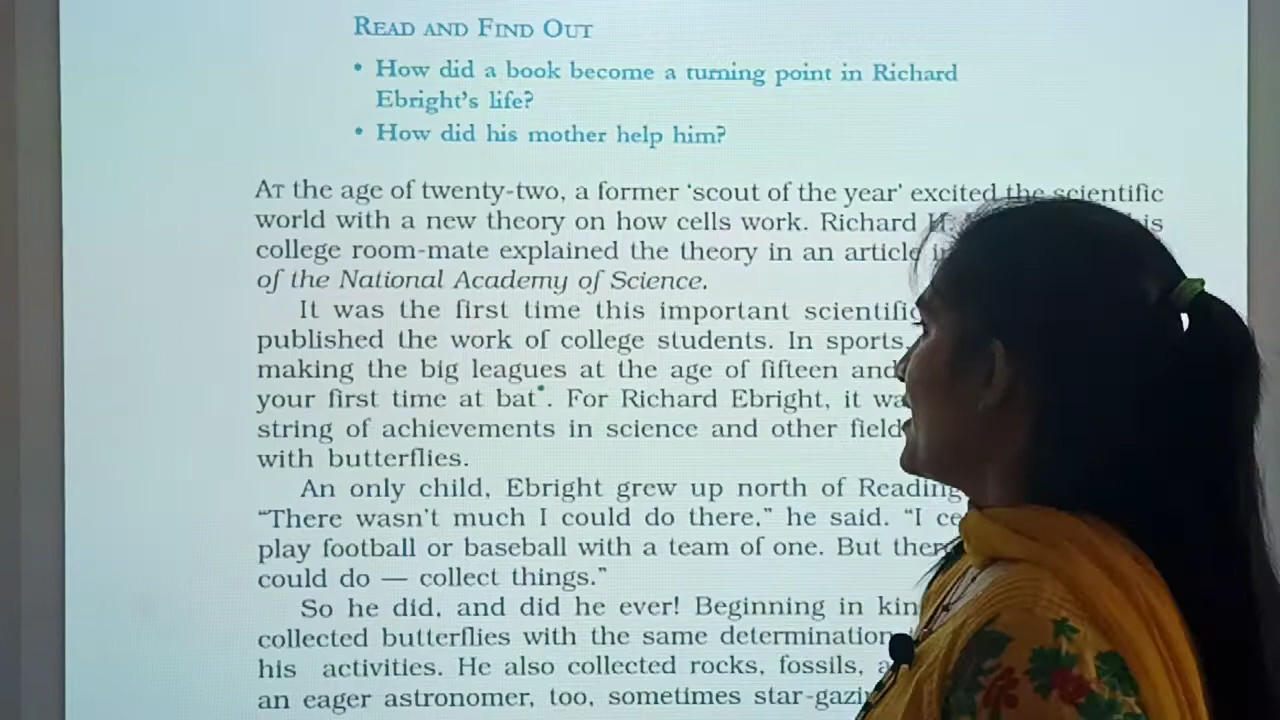 READ AND FIND OUT
• How did a book become a turning point in Richard
Ebright's life?
• How did his mother help him?
AT the age of twenty-two, a former 'scout of the year' excited the scientific
world with a new theory on how cells work. Richard H.
college room-mate explained the theory in an article
of the National Academy of Science.
It was the first time this important
published the work of college students. In sports,
making the big leagues at the age of fifteen and
your first time at bat*. For Richard Ebright, it
string of achievements in science and other
with butterflies.
An only child, Ebright grew up north of Reading
"There wasn't much I could do there," he said. "I
play football or baseball with a team of one. But
could do — collect things."
So he did, and did he ever! Beginning in
collected butterflies with the same determination
his activities. He also collected rocks, fossils,
an eager astronomer, too, sometimes